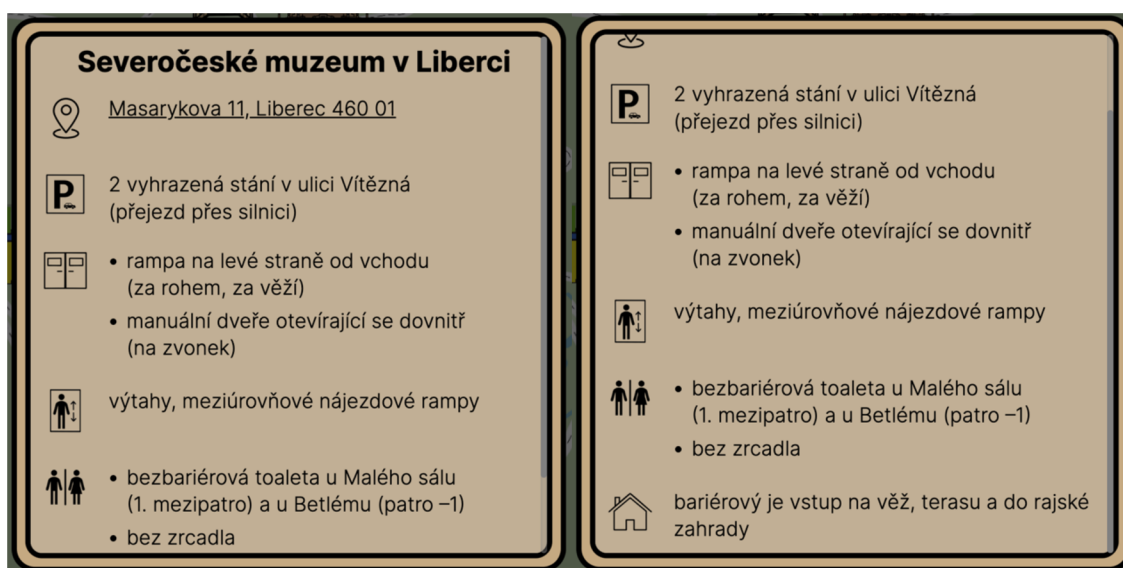 Severočeské muzeum v Liberci
Masarykova 11, Liberec 460 01
P
2 vyhrazená stání v ulici Vítězná
(přejezd přes silnici)
• rampa na levé straně od vchodu
(za rohem, za věží)
• manuální dveře otevírající se dovnitř
(na zvonek)
výtahy, meziúrovňové nájezdové rampy
• bezbariérová toaleta u Malého sálu
(1. mezipatro) a u Betlému (patro –1)
• bez zrcadla
P
2 vyhrazená stání v ulici Vítězná
(přejezd přes silnici)
• rampa na levé straně od vchodu
(za rohem, za věží)
• manuální dveře otevírající se dovnitř
(na zvonek)
výtahy, meziúrovňové nájezdové rampy
• bezbariérová toaleta u Malého sálu
(1. mezipatro) a u Betlému (patro –1)
• bez zrcadla
bariérový je vstup na věž, terasu a do rajské
zahrady